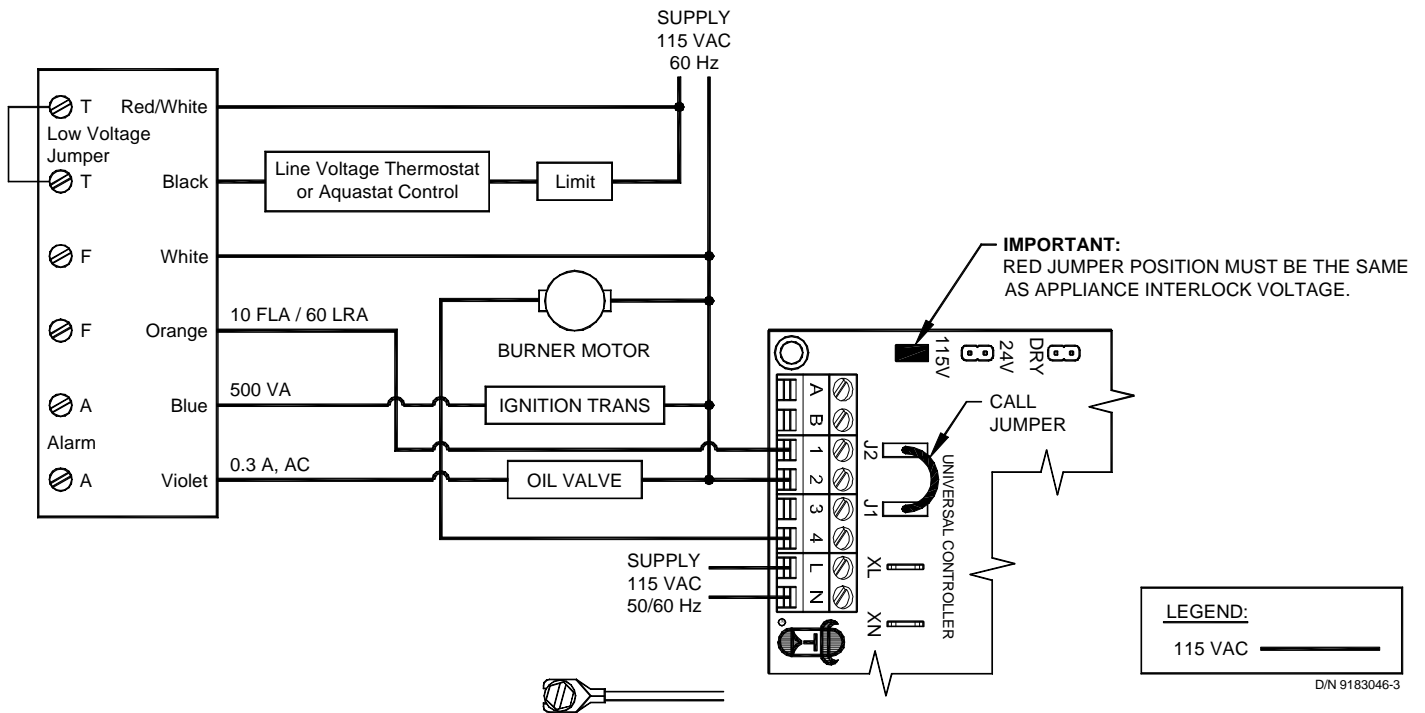 SUPPLY
115 VAC
60 Hz
T Red/White
Low Voltage
Jumper
T Black
Line Voltage Thermostat
or Aquastat Control
Limit
F White
F Orange
10 FLA / 60 LRA
BURNER MOTOR
A Blue
500 VA
IGNITION TRANS
Alarm
A Violet
0.3 A, AC
OIL VALVE
IMPORTANT:
RED JUMPER POSITION MUST BE THE SAME
AS APPLIANCE INTERLOCK VOLTAGE.
115V
24V
DRY
CALL
JUMPER
A
B
1
2
3
4
L
N
J2
J1
XL
XN
UNIVERSAL CONTROLLER
SUPPLY
115 VAC
50/60 Hz
LEGEND:
115 VAC
D/N 9183046-3